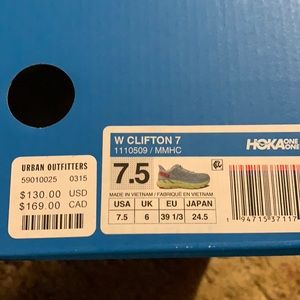 W CLIFTON 7
1110509 / MMHC
HOKA ONE ONE
7.5
MADE IN VIETNAM / FABRIQUÉ EN VIETNAM
USA UK EU JAPAN
7.5 6 39 1/3 24.5
URBAN OUTFITTERS
59010025 0315
$130.00 USD
$169.00 CAD